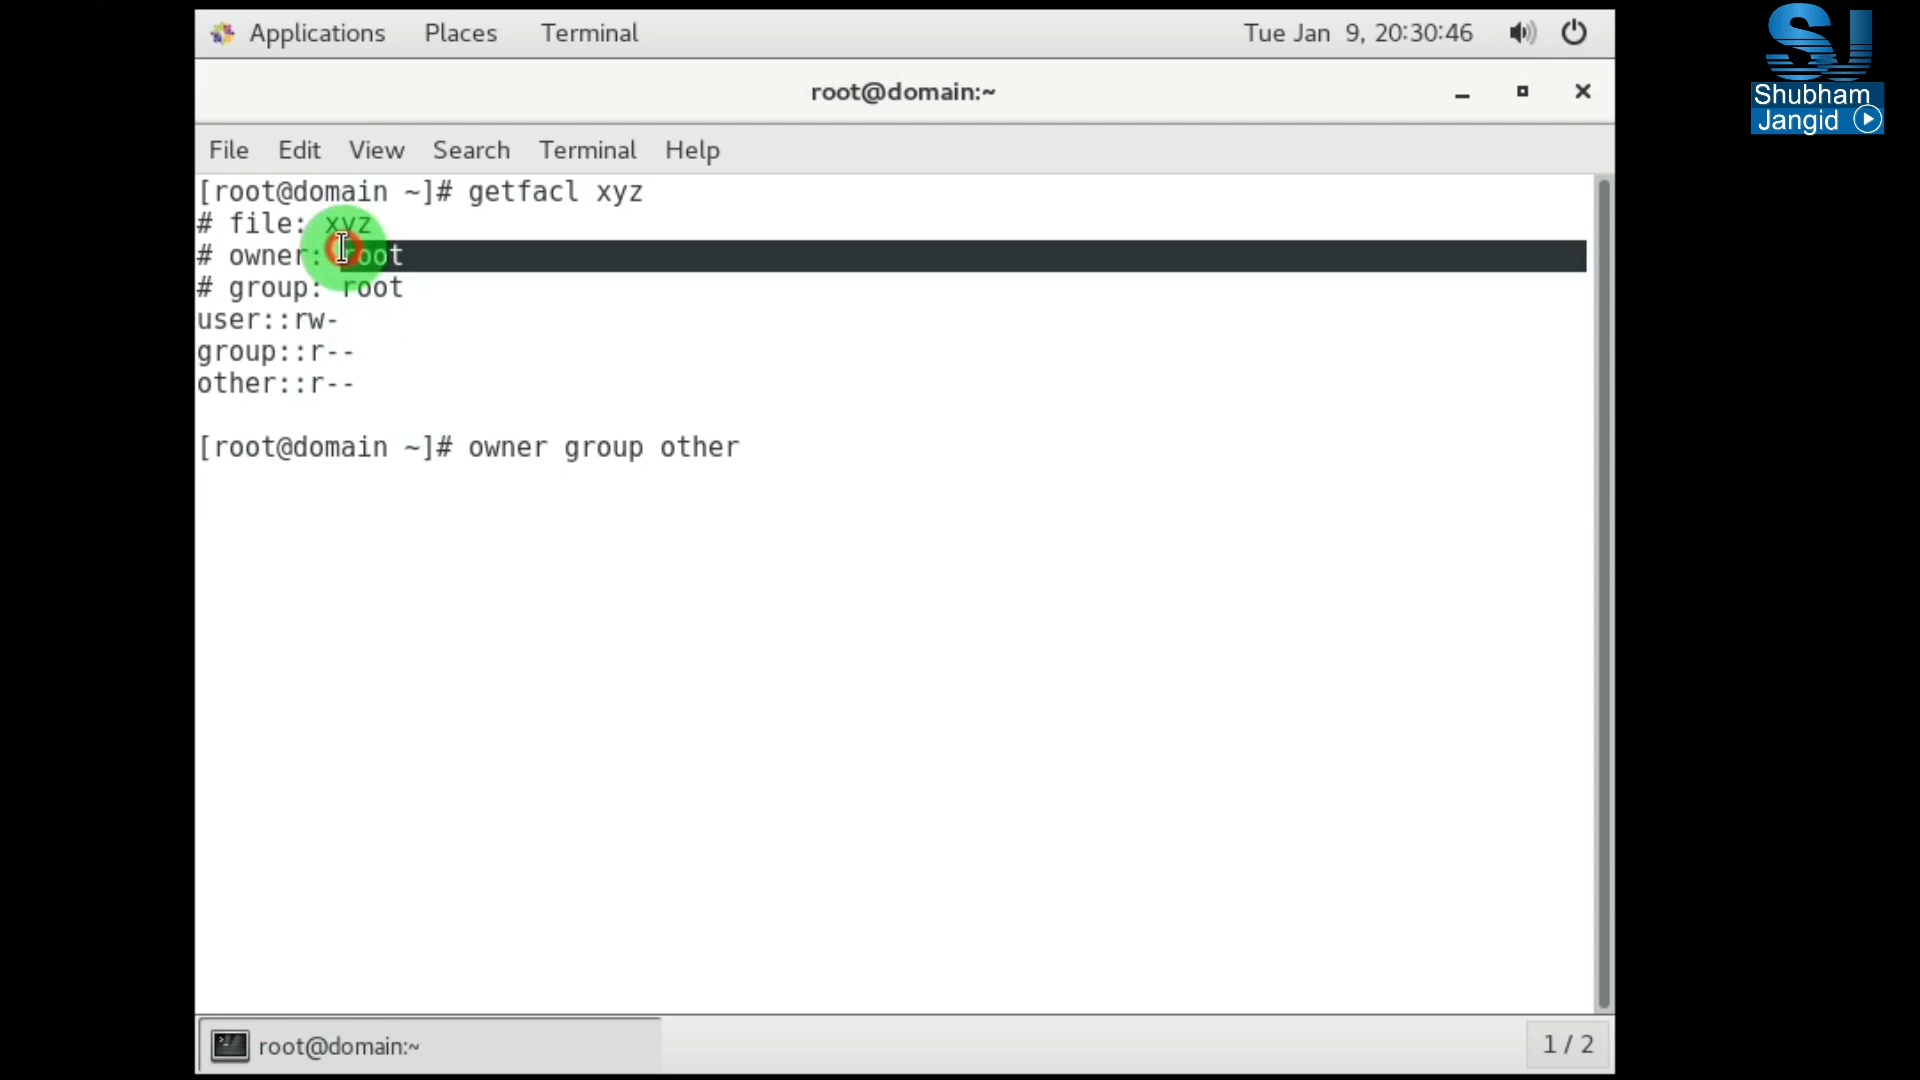 Applications Places Terminal Tue Jan 9, 20:30:46
SJ
Shubham
Jangid
root@domain:~
File Edit View Search Terminal Help
[root@domain ~]# getfacl xyz
# file: xyz
# owner: root
# group: root
user::rw-
group::r--
other::r--
[root@domain ~]# owner group other
root@domain:~ 1 / 2